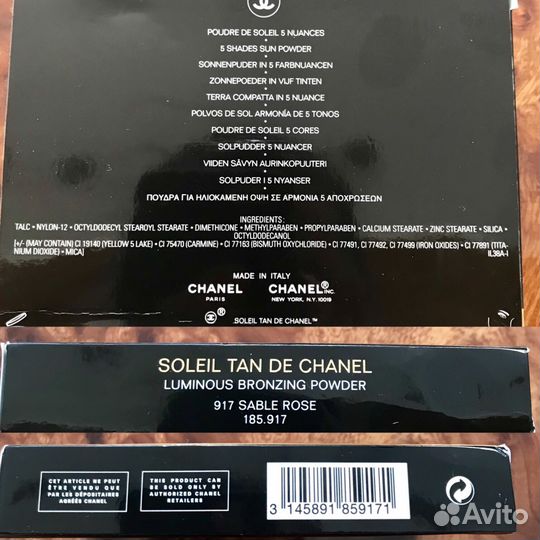 POUDRE DE SOLEIL 5 NUANCES
5 SHADES SUN POWDER
SONNENPUDER IN 5 FARBNUANCEN
ZONNEPOEDER IN VIJF TINTEN
TERRA COMPATTA IN 5 NUANCE
POLVOS DE SOL ARMONÍA DE 5 TONOS
POUDRE DE SOLEIL 5 CORES
SOLPUDDER 5 NUANCER
VIIDEN SÄVYN AURINKOPUUTERI
SOLPUDER I 5 NYANSER
ΠΟΥΔΡΑ ΓΙΑ ΗΛΙΟΚΑΜΕΝΗ ΟΨΗ ΣΕ ΑΡΜΟΝΙΑ 5 ΑΠΟΧΡΩΣΕΩΝ
INGREDIENTS:
TALC • NYLON-12 • OCTYLDODECYL STEAROYL STEARATE • DIMETHICONE • METHYLPARABEN • PROPYLPARABEN • CALCIUM STEARATE • ZINC STEARATE • SILICA •
OCTYLDODECANOL
[+/- (MAY CONTAIN) CI 19140 (YELLOW 5 LAKE) • CI 75470 (CARMINE) • CI 77163 (BISMUTH OXYCHLORIDE) • CI 77491, CI 77492, CI 77499 (IRON OXIDES) • CI 77891 (TITA-
NIUM DIOXIDE) • MICA]
IL38A-I
MADE IN ITALY
CHANEL CHANEL® INC.
PARIS NEW YORK, N.Y. 10019
® SOLEIL TAN DE CHANEL™
SOLEIL TAN DE CHANEL
LUMINOUS BRONZING POWDER
917 SABLE ROSE
185.917
CET ARTICLE NE PEUT
ÊTRE VENDU QUE
PAR LES DÉPOSITAIRES
AGRÉÉS CHANEL
THIS PRODUCT CAN
BE SOLD ONLY BY
AUTHORIZED CHANEL
RETAILERS
3 145891 859171
Avito